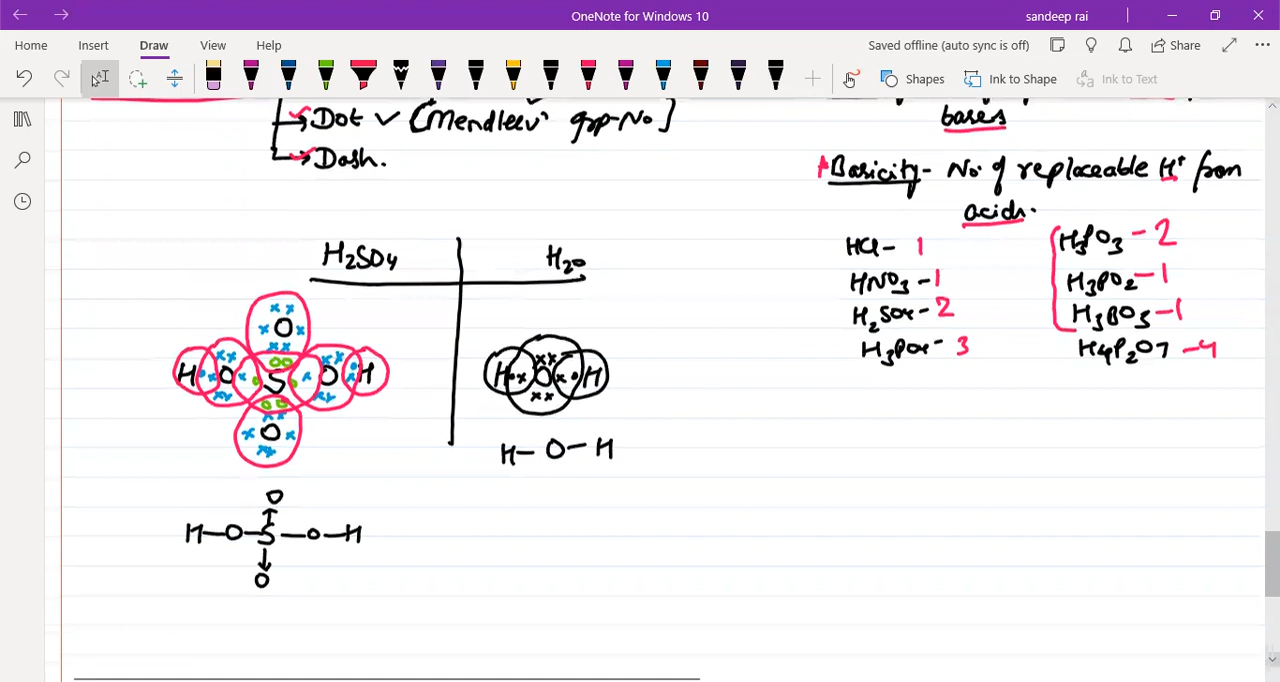 OneNote for Windows 10
sandeep rai
Home Insert Draw View Help
Saved offline (auto sync is off)
Share
Shapes
Ink to Shape
Ink to Text
Dot [Mendleev' grp-No]
Dash.
bases
Basicity- No. of replaceable H+ from
acids.
HCl- 1
HNO3 -1
H2SO4- 2
H3PO4- 3
H3PO3 -2
H3PO2 -1
H3BO3 -1
H4P2O7 -4
H2SO4
H2O
O
H O S O H
O
H O H
H-O-H
O
H-O-S-O-H
O